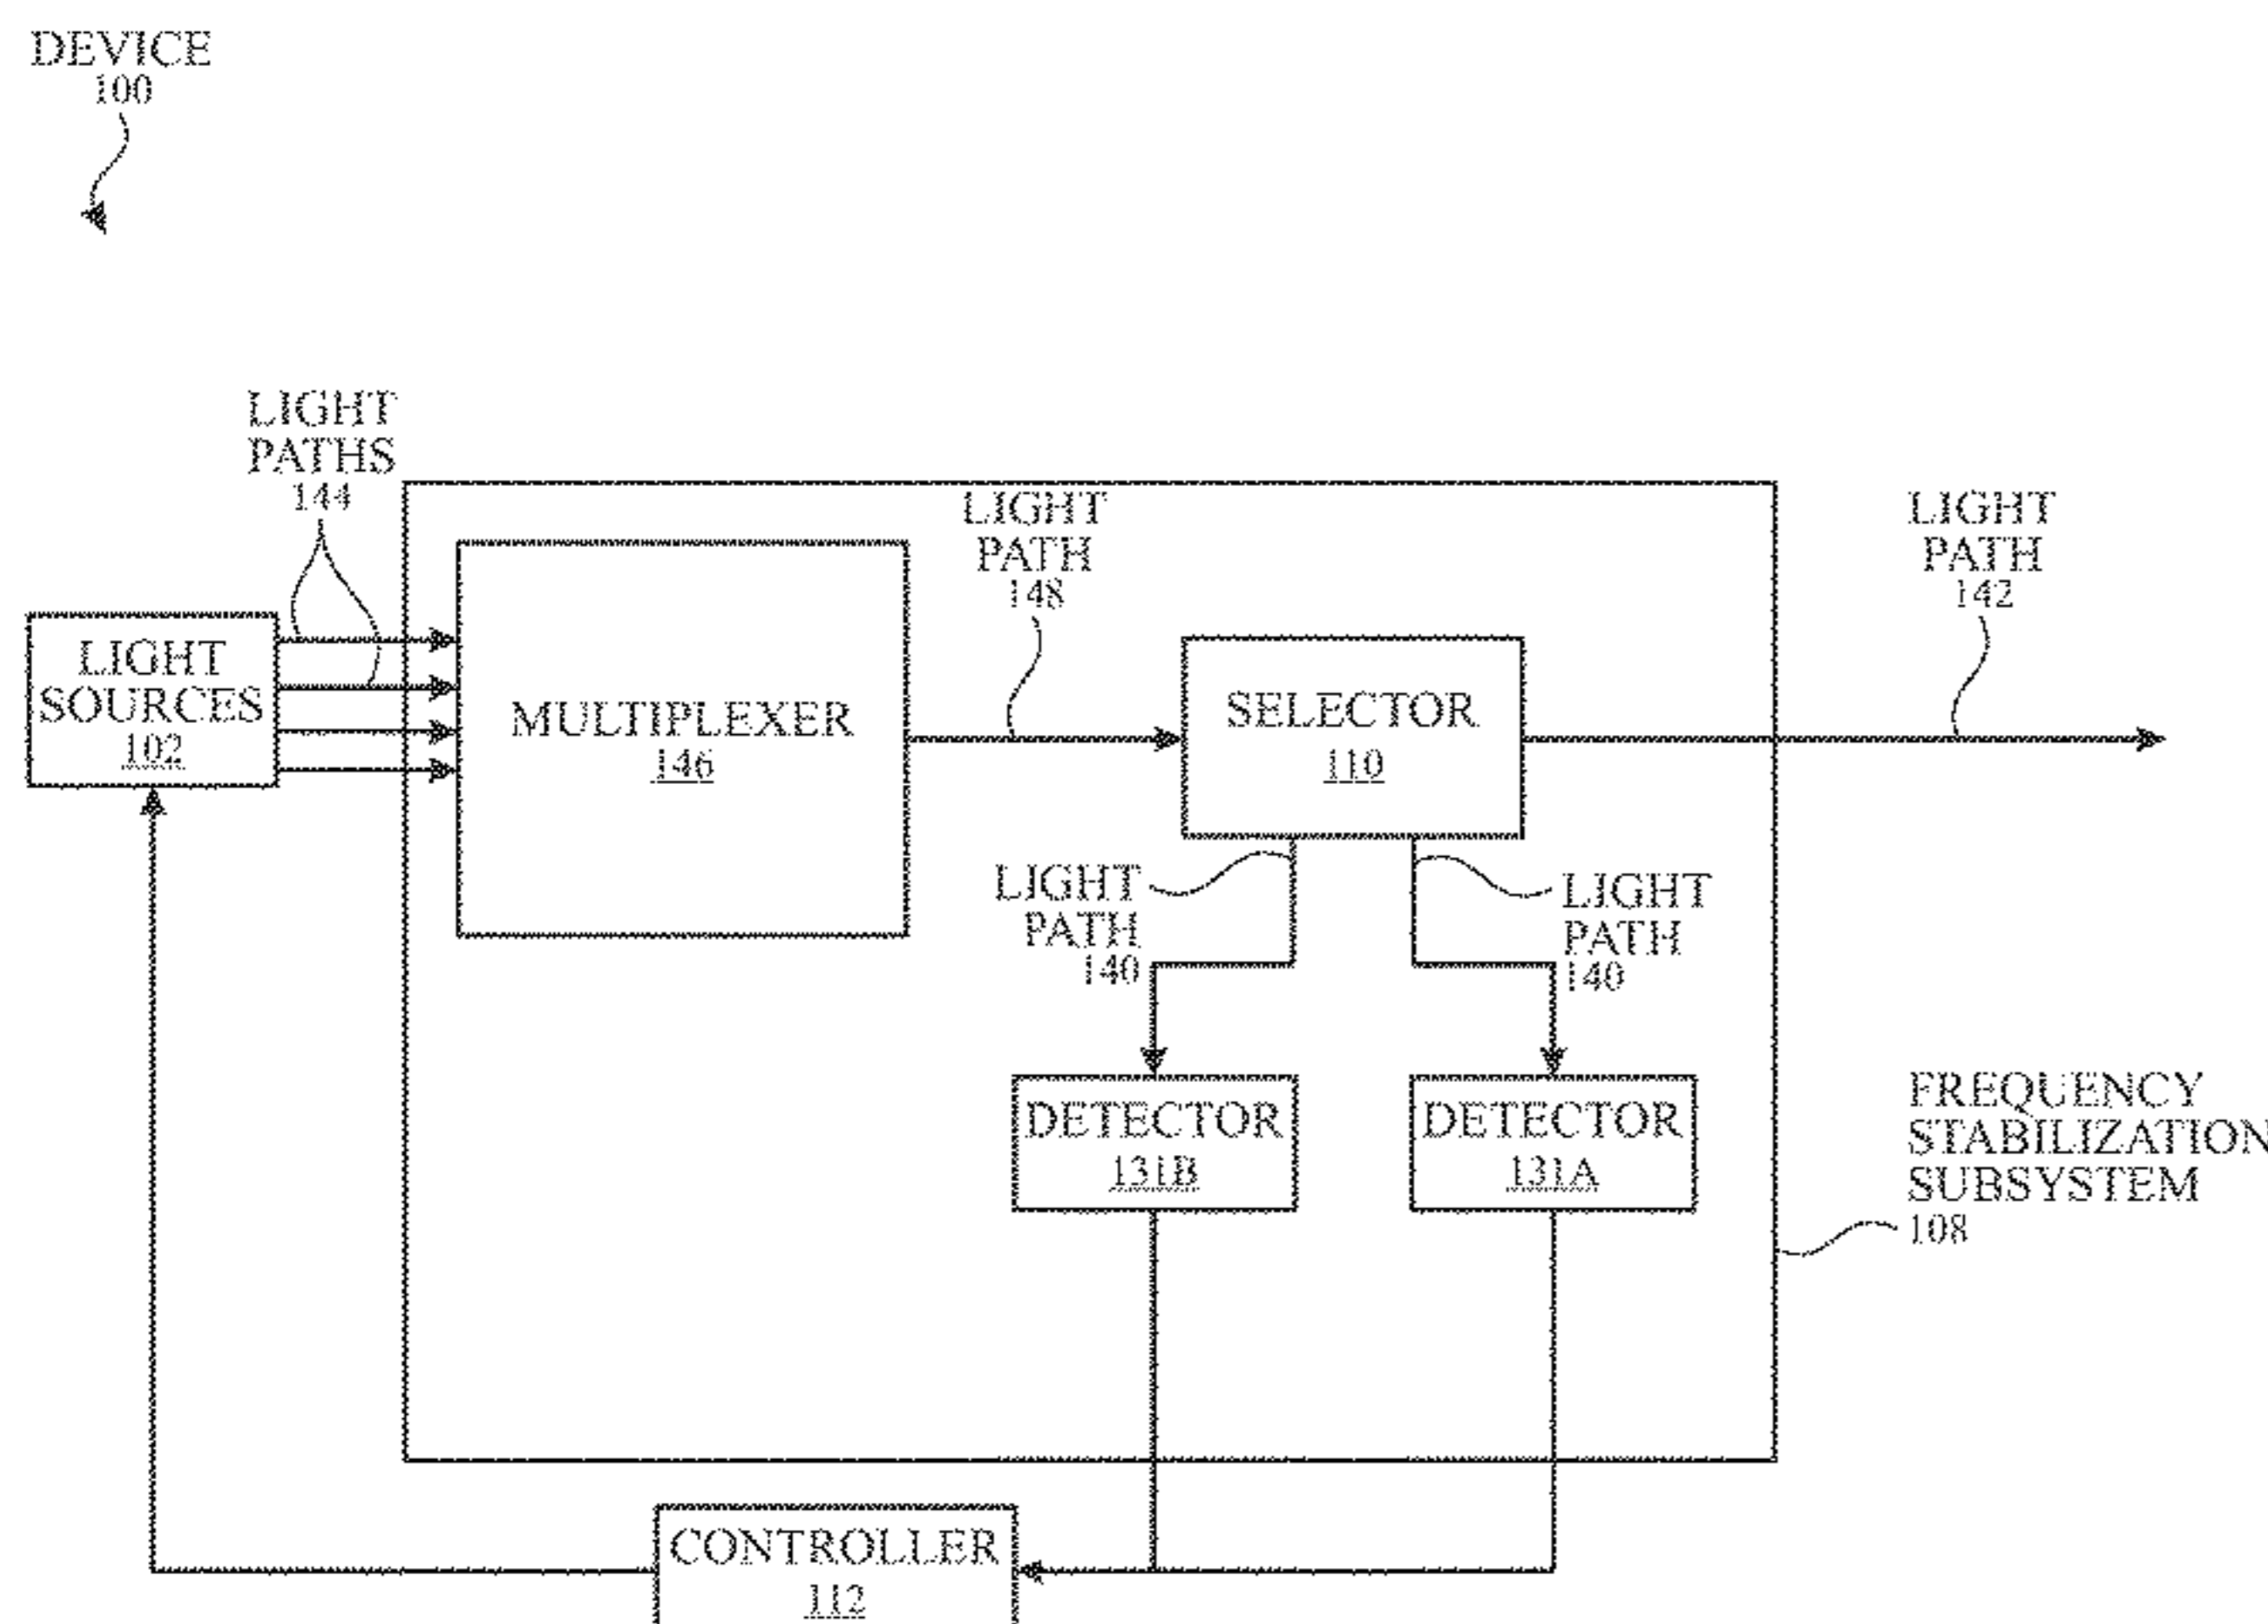 DEVICE
100
LIGHT
PATHS
144
LIGHT
PATH
148
LIGHT
PATH
142
LIGHT
SOURCES
102
MULTIPLEXER
146
SELECTOR
110
LIGHT
PATH
140
LIGHT
PATH
140
DETECTOR
131B
DETECTOR
131A
FREQUENCY
STABILIZATION
SUBSYSTEM
108
CONTROLLER
112